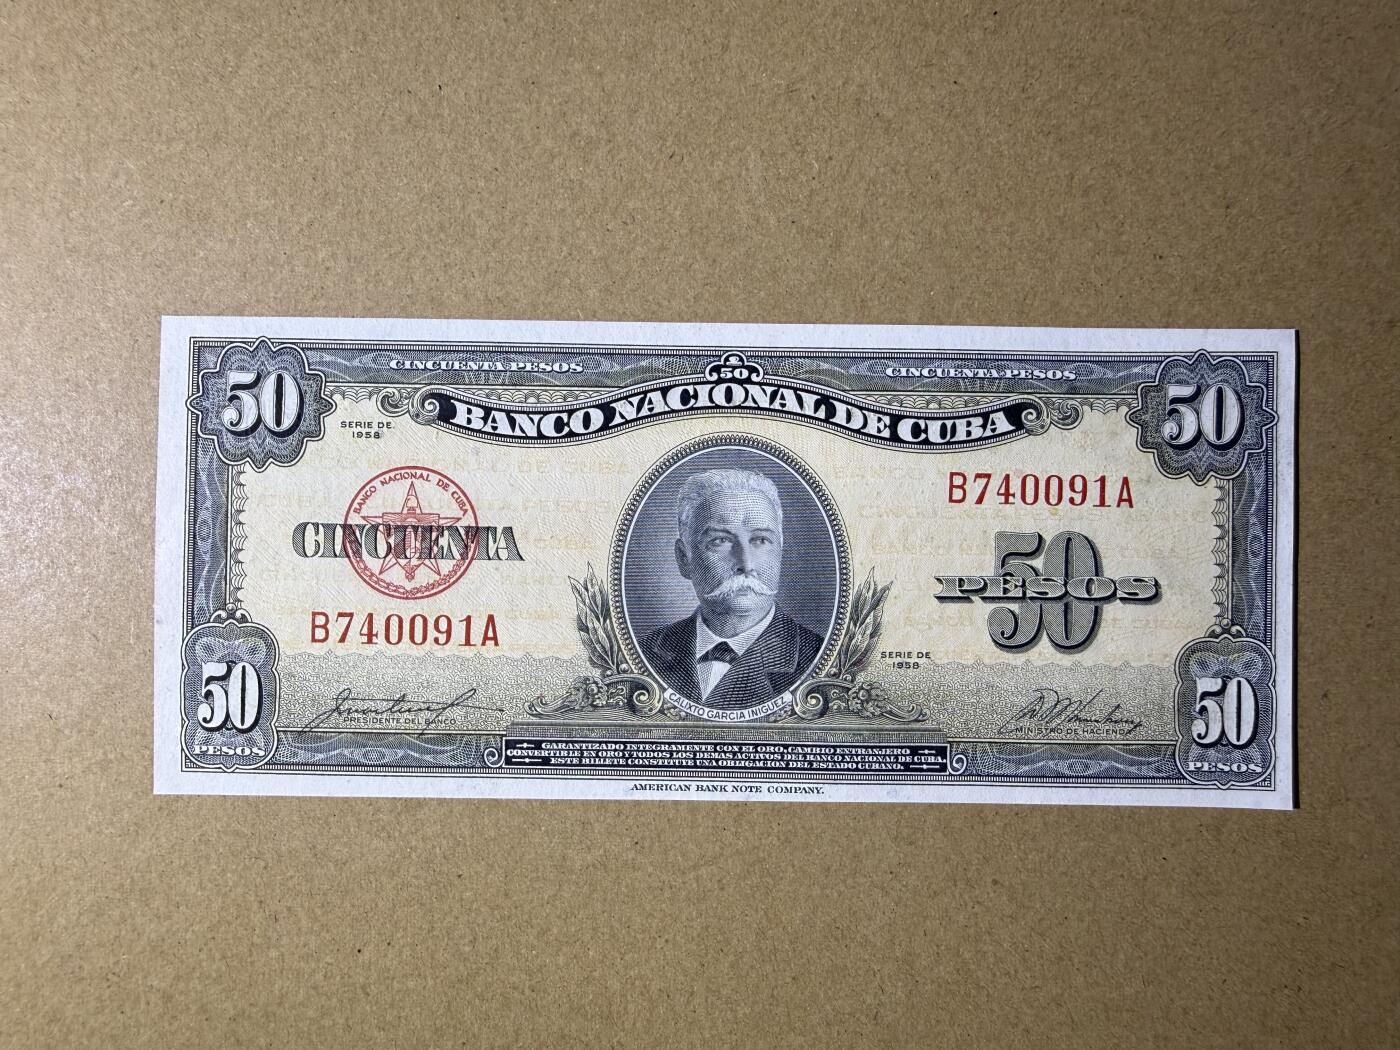 50
CINCUENTA PESOS
50
CINCUENTA PESOS
50
BANCO NACIONAL DE CUBA
SERIE DE
1958
BANCO NACIONAL DE CUBA
CINCUENTA
B740091A
B740091A
50
PESOS
SERIE DE
1958
CALIXTO GARCIA IÑIGUEZ
PRESIDENTE DEL BANCO
MINISTRO DE HACIENDA
50
PESOS
50
PESOS
GARANTIZADO INTEGRAMENTE CON EL ORO, CAMBIO EXTRANJERO
CONVERTIBLE EN ORO Y TODOS LOS DEMAS ACTIVOS DEL BANCO NACIONAL DE CUBA.
ESTE BILLETE CONSTITUYE UNA OBLIGACION DEL ESTADO CUBANO.
AMERICAN BANK NOTE COMPANY.